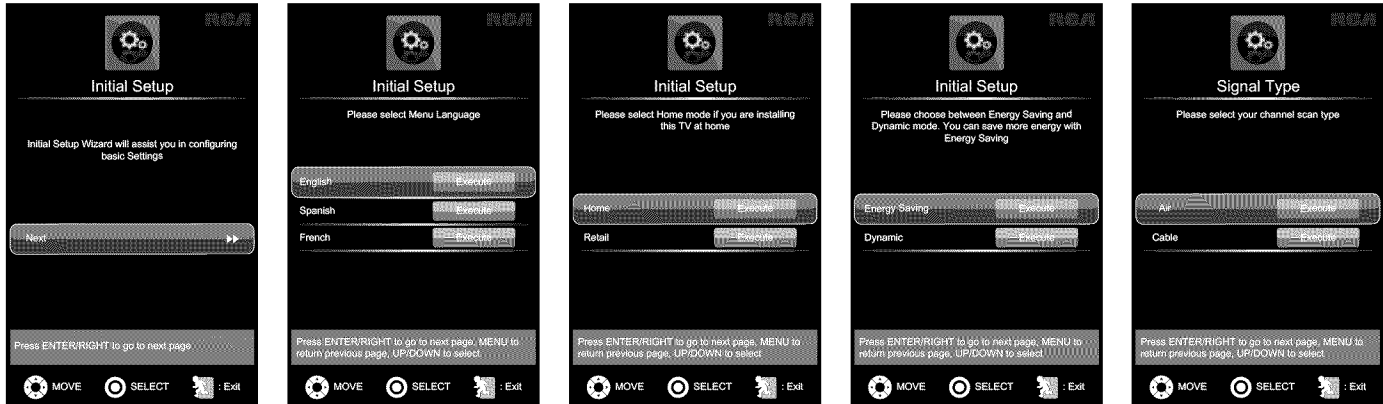 RCA
Initial Setup
Initial Setup Wizard will assist you in configuring
basic Settings
Next
Press ENTER/RIGHT to go to next page
MOVE
SELECT
: Exit
RCA
Initial Setup
Please select Menu Language
English Execute
Spanish Execute
French Execute
Press ENTER/RIGHT to go to next page, MENU to
return previous page, UP/DOWN to select
MOVE
SELECT
: Exit
RCA
Initial Setup
Please select Home mode if you are installing
this TV at home
Home Execute
Retail Execute
Press ENTER/RIGHT to go to next page, MENU to
return previous page, UP/DOWN to select
MOVE
SELECT
: Exit
RCA
Initial Setup
Please choose between Energy Saving and
Dynamic mode. You can save more energy with
Energy Saving
Energy Saving Execute
Dynamic Execute
Press ENTER/RIGHT to go to next page, MENU to
return previous page, UP/DOWN to select
MOVE
SELECT
: Exit
RCA
Signal Type
Please select your channel scan type
Air Execute
Cable Execute
Press ENTER/RIGHT to go to next page, MENU to
return previous page, UP/DOWN to select
MOVE
SELECT
: Exit